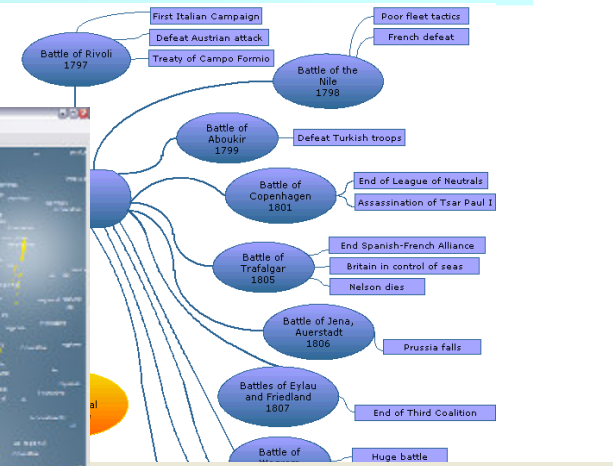 First Italian Campaign
Defeat Austrian attack
Treaty of Campo Formio
Battle of Rivoli
1797
Poor fleet tactics
French defeat
Battle of the
Nile
1798
Battle of
Aboukir
1799
Defeat Turkish troops
Battle of
Copenhagen
1801
End of League of Neutrals
Assassination of Tsar Paul I
Battle of
Trafalgar
1805
End Spanish-French Alliance
Britain in control of seas
Nelson dies
Battle of Jena,
Auerstadt
1806
Prussia falls
Battles of Eylau
and Friedland
1807
End of Third Coalition
Battle of
Huge battle